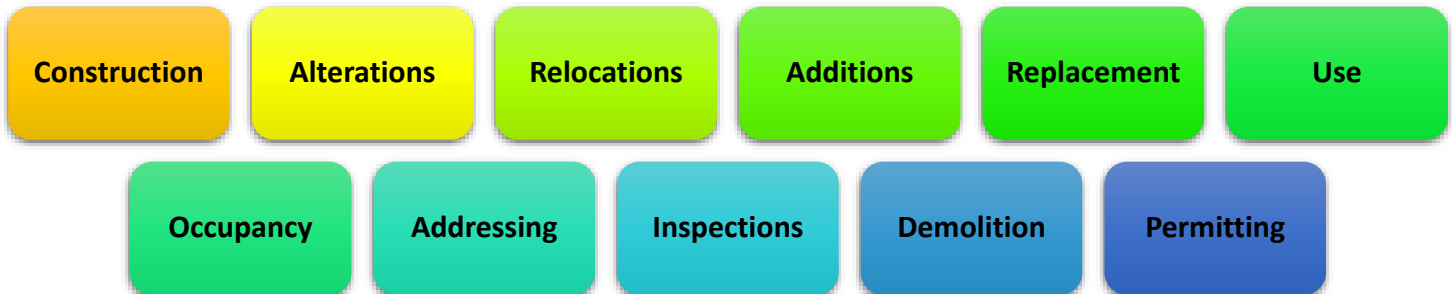 Construction
Alterations
Relocations
Additions
Replacement
Use
Occupancy
Addressing
Inspections
Demolition
Permitting